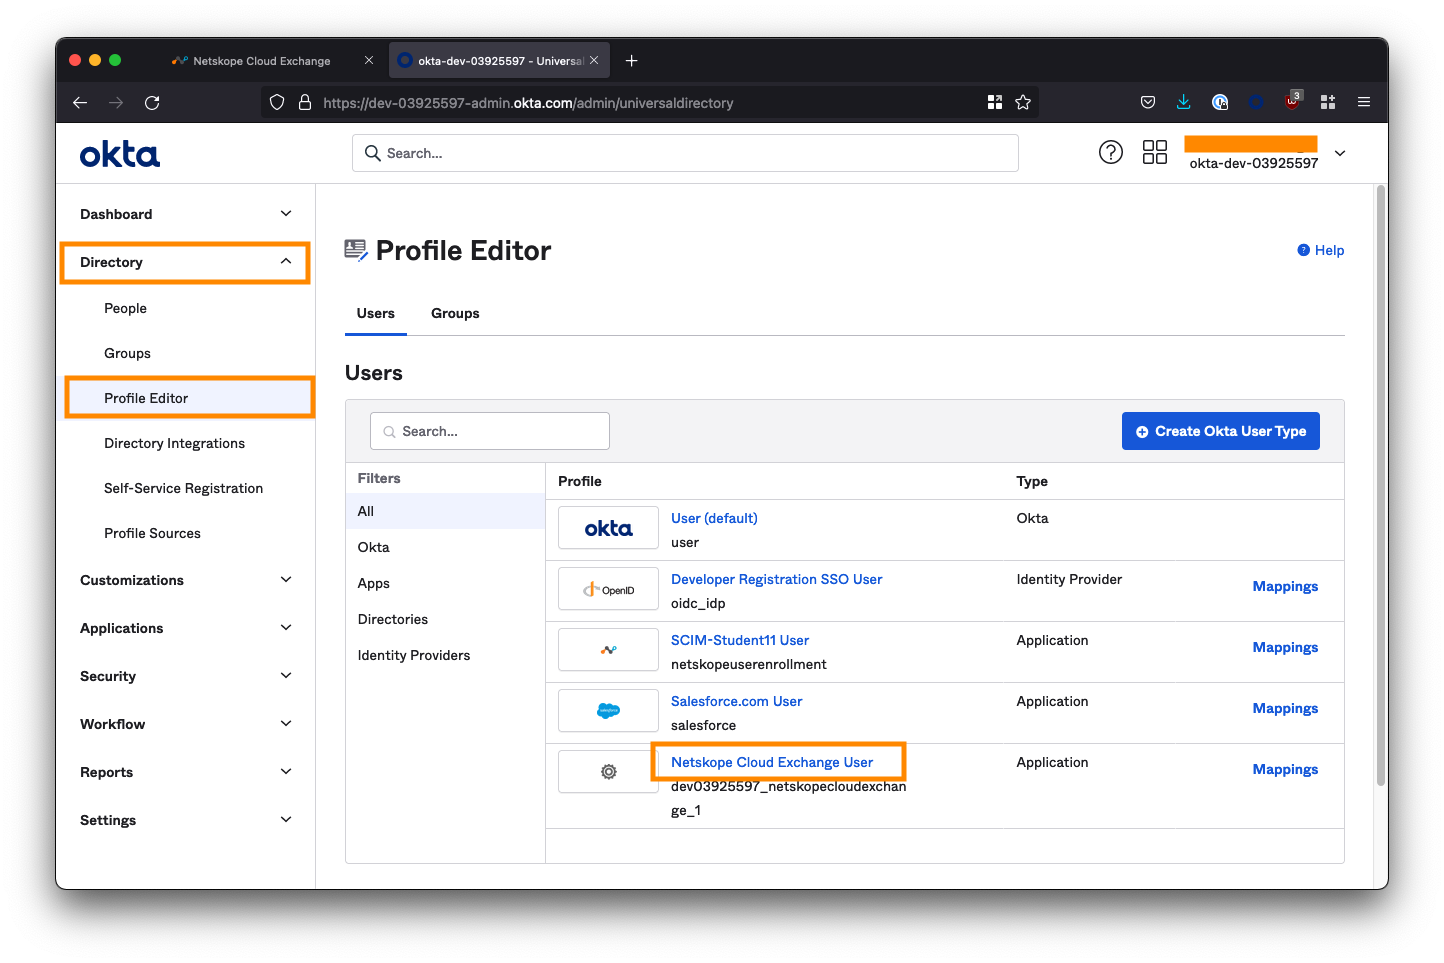 Netskope Cloud Exchange
okta-dev-03925597 - Universal
https://dev-03925597-admin.okta.com/admin/universaldirectory
3
okta
Search...
okta-dev-03925597
Dashboard
Directory
People
Groups
Profile Editor
Directory Integrations
Self-Service Registration
Profile Sources
Customizations
Applications
Security
Workflow
Reports
Settings
Profile Editor
Help
Users
Groups
Users
Search...
Create Okta User Type
Filters
All
Okta
Apps
Directories
Identity Providers
Profile
Type
okta
User (default)
user
Okta
OpenID
Developer Registration SSO User
oidc_idp
Identity Provider
Mappings
SCIM-Student11 User
netskopeuserenrollment
Application
Mappings
salesforce
Salesforce.com User
salesforce
Application
Mappings
Netskope Cloud Exchange User
dev03925597_netskopecloudexchan
ge_1
Application
Mappings